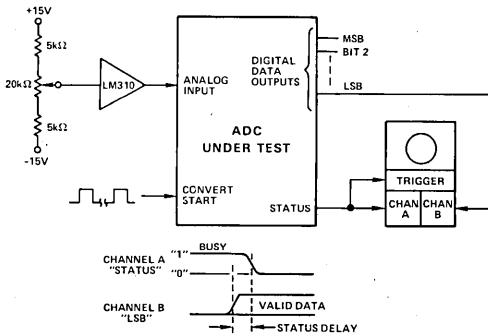 +15V
5kΩ
20kΩ
5kΩ
-15V
LM310
ANALOG
INPUT
ADC
UNDER TEST
CONVERT
START
STATUS
DIGITAL
DATA
OUTPUTS
MSB
BIT 2
LSB
TRIGGER
CHAN
A
CHAN
B
CHANNEL A
"STATUS"
"1"
BUSY
"0"
CHANNEL B
"LSB"
VALID DATA
STATUS DELAY